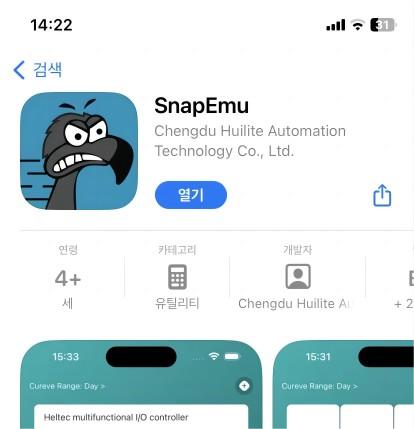 14:22
31
검색
SnapEmu
Chengdu Huilite Automation
Technology Co., Ltd.
열기
연령
4+
세
카테고리
유틸리티
개발자
Chengdu Huilite Au
+ 2
15:33
Cureve Range: Day >
Heltec multifunctional I/O controller
15:31
Cureve Range: Day >